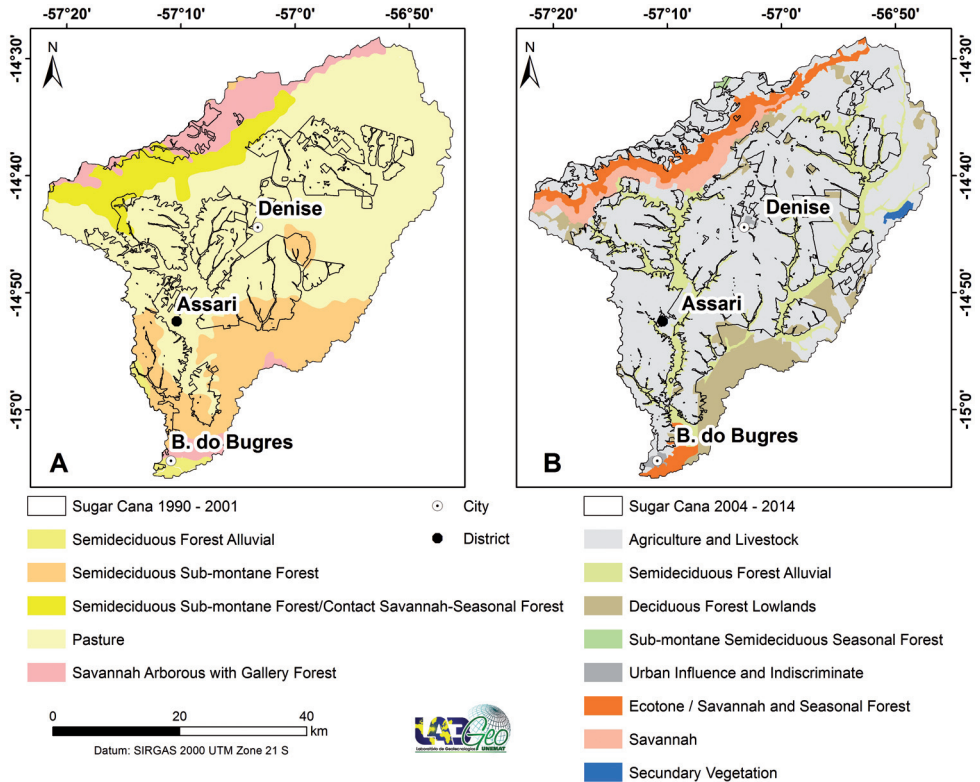 -57°20' -57°10' -57°0' -56°50'
-57°20' -57°10' -57°0' -56°50'
-14°30'
-14°40'
-14°50'
-15°0'
N
Denise
Assari
B. do Bugres
A
N
Denise
Assari
B. do Bugres
B
-14°30'
-14°40'
-14°50'
-15°0'
Sugar Cana 1990 - 2001
Semideciduous Forest Alluvial
Semideciduous Sub-montane Forest
Semideciduous Sub-montane Forest/Contact Savannah-Seasonal Forest
Pasture
Savannah Arborous with Gallery Forest
City
District
Sugar Cana 2004 - 2014
Agriculture and Livestock
Semideciduous Forest Alluvial
Deciduous Forest Lowlands
Sub-montane Semideciduous Seasonal Forest
Urban Influence and Indiscriminate
Ecotone / Savannah and Seasonal Forest
Savannah
Secundary Vegetation
0 20 40
km
Datum: SIRGAS 2000 UTM Zone 21 S
LABGeo
Laboratório de Geotecnologias
UNEMAT